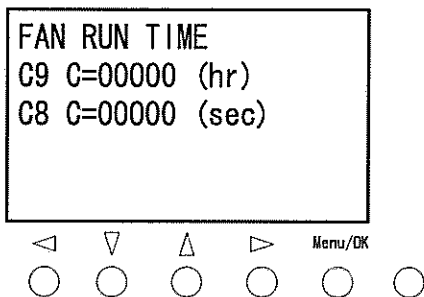 FAN RUN TIME
C9 C=00000 (hr)
C8 C=00000 (sec)
Menu/OK